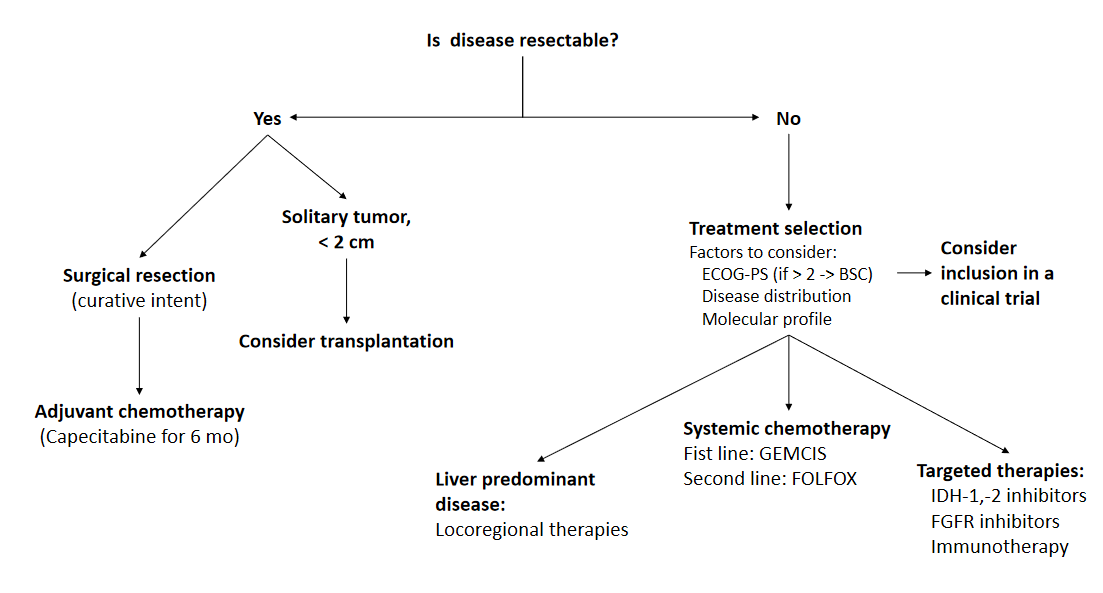 Is disease resectable?
Yes
No
Solitary tumor,
< 2 cm
Surgical resection
(curative intent)
Consider transplantation
Adjuvant chemotherapy
(Capecitabine for 6 mo)
Treatment selection
Factors to consider:
ECOG-PS (if > 2 -> BSC)
Disease distribution
Molecular profile
Consider
inclusion in a
clinical trial
Liver predominant
disease:
Locoregional therapies
Systemic chemotherapy
Fist line: GEMCIS
Second line: FOLFOX
Targeted therapies:
IDH-1,-2 inhibitors
FGFR inhibitors
Immunotherapy